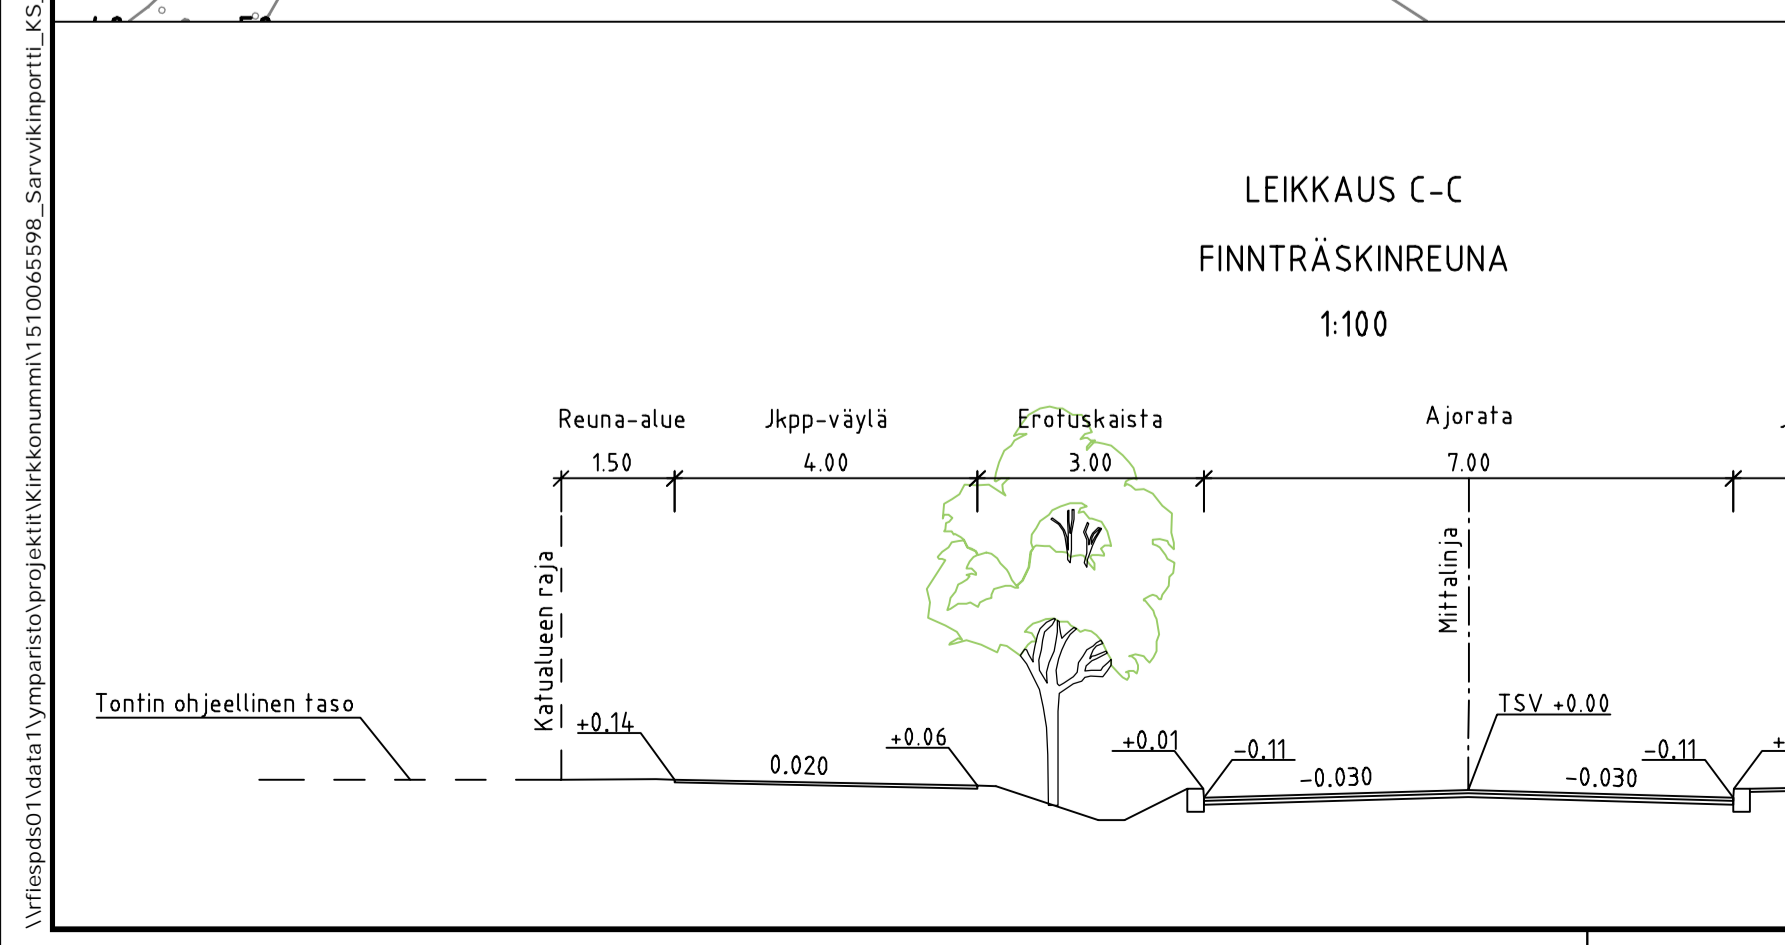 \\rfiespds01\data1\ymparisto\projektit\Kirkkonummi\1510065598_Sarvvikinportti_KS_
LEIKKAUS C-C
FINNTRÄSKINREUNA
1:100
Reuna-alue Jkpp-väylä Erotuskaista Ajorata
1.50 4.00 3.00 7.00
Katualueen raja
Mittalinja
Tontin ohjeellinen taso
TSV +0.00
+0.14 +0.06 +0.01 -0.11 -0.11 +
0.020 -0.030 -0.030